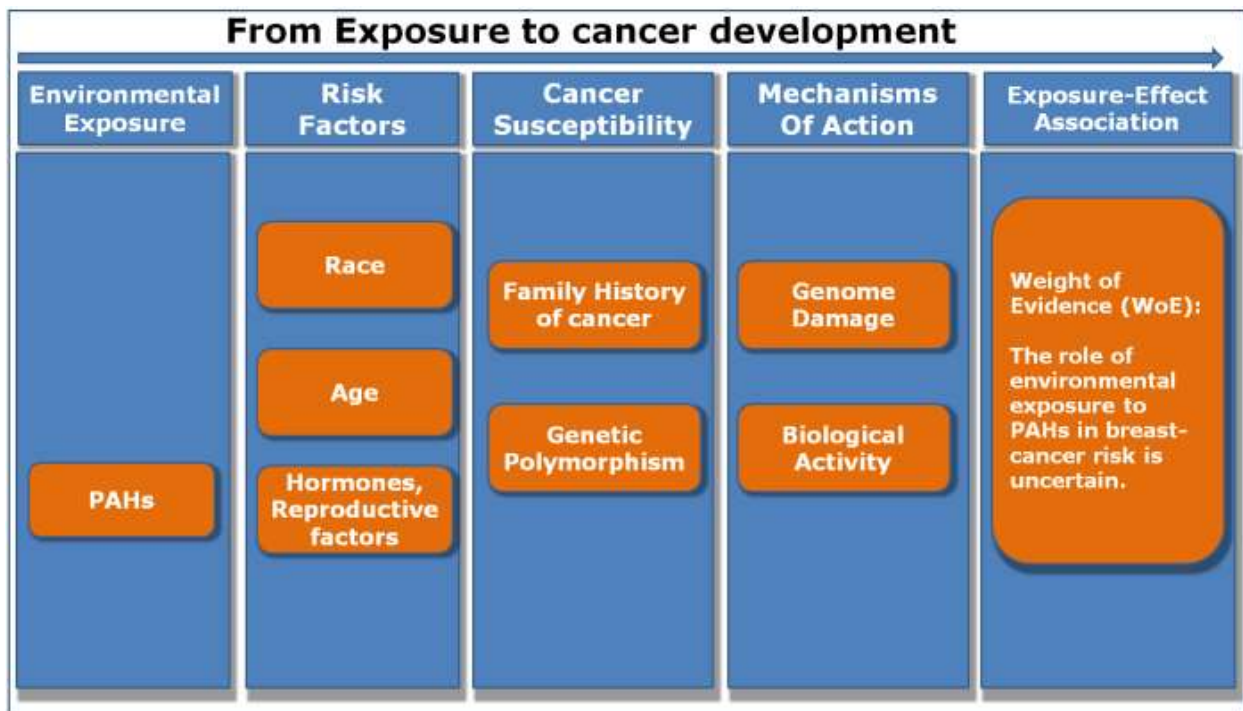 From Exposure to cancer development
Environmental
Exposure
Risk
Factors
Cancer
Susceptibility
Mechanisms
Of Action
Exposure-Effect
Association
PAHs
Race
Age
Hormones,
Reproductive
factors
Family History
of cancer
Genetic
Polymorphism
Genome
Damage
Biological
Activity
Weight of
Evidence (WoE):
The role of
environmental
exposure to
PAHs in breast-
cancer risk is
uncertain.